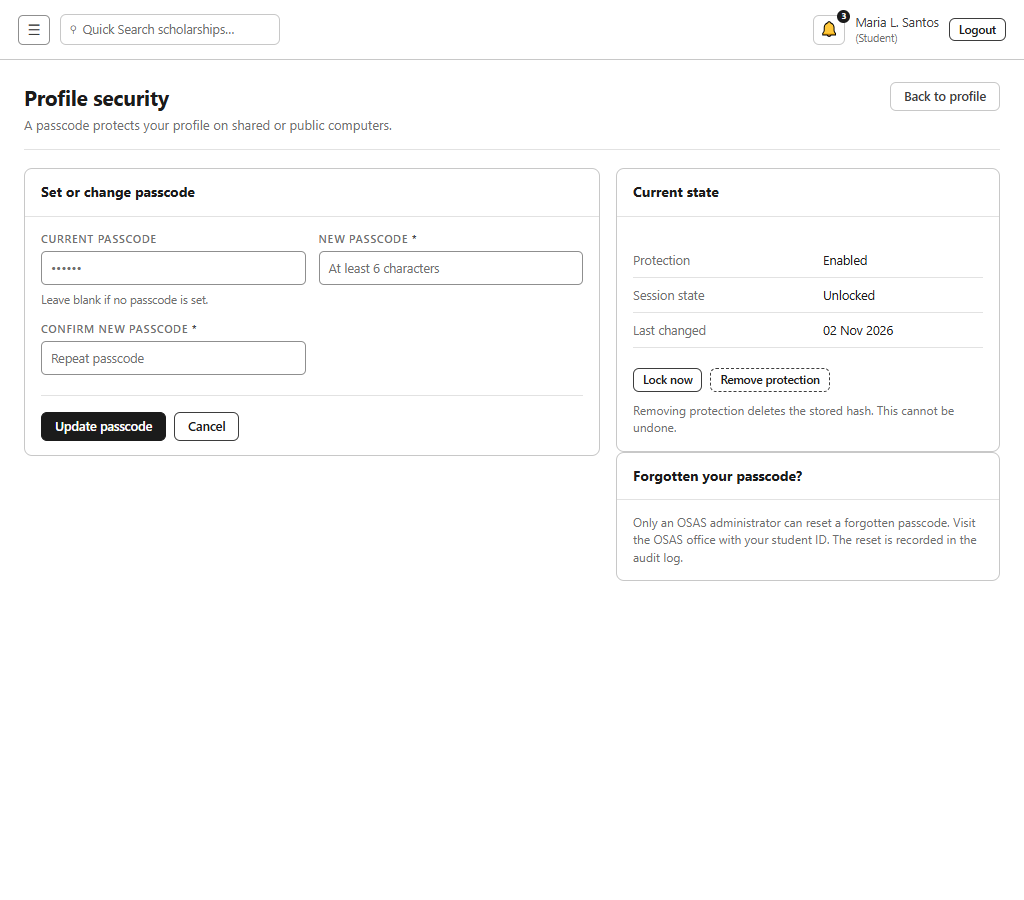 ☰
Quick Search scholarships...
3
Maria L. Santos
(Student)
Logout
Profile security
A passcode protects your profile on shared or public computers.
Back to profile
Set or change passcode
CURRENT PASSCODE
••••••
Leave blank if no passcode is set.
NEW PASSCODE *
At least 6 characters
CONFIRM NEW PASSCODE *
Repeat passcode
Update passcode
Cancel
Current state
Protection Enabled
Session state Unlocked
Last changed 02 Nov 2026
Lock now
Remove protection
Removing protection deletes the stored hash. This cannot be
undone.
Forgotten your passcode?
Only an OSAS administrator can reset a forgotten passcode. Visit
the OSAS office with your student ID. The reset is recorded in the
audit log.